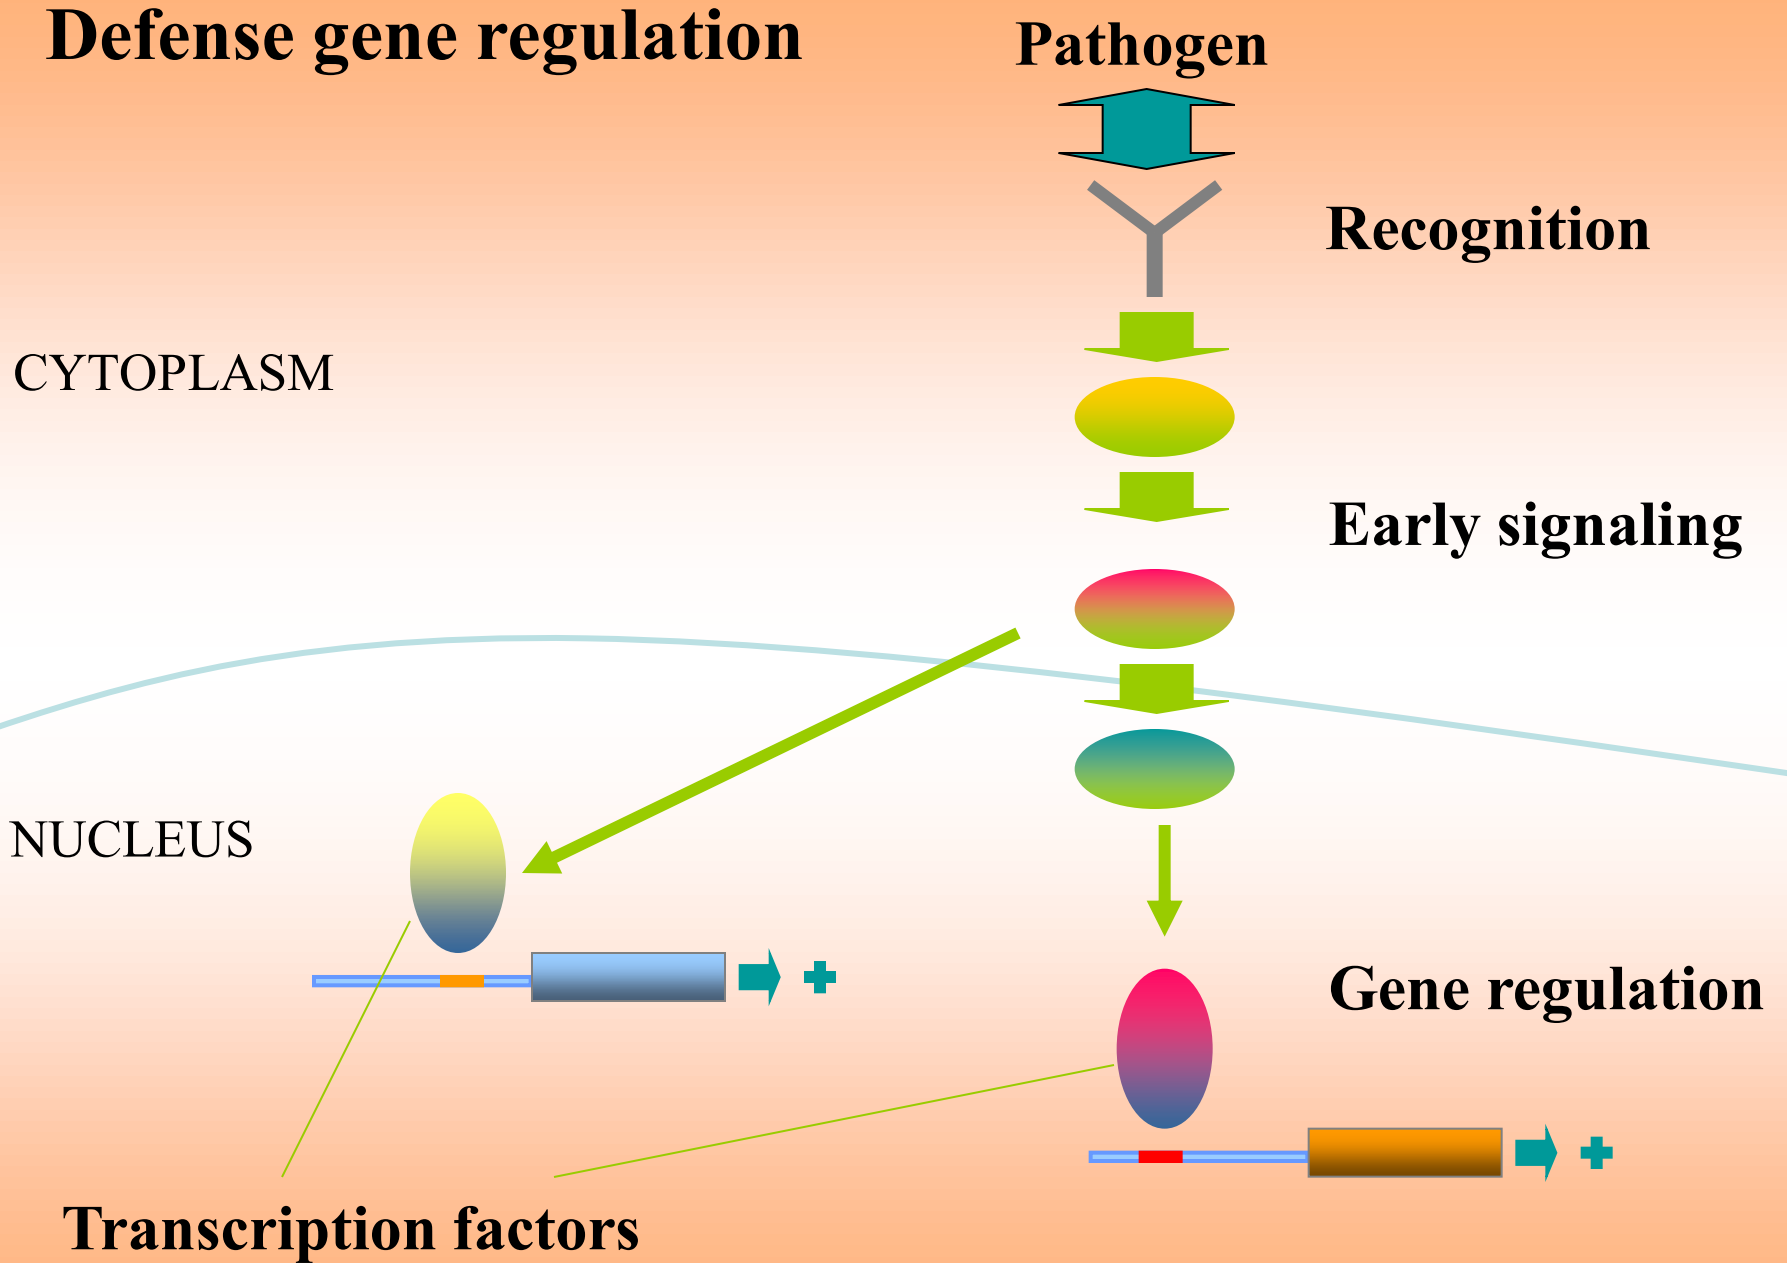 Defense gene regulation
Pathogen
Recognition
CYTOPLASM
Early signaling
NUCLEUS
Gene regulation
Transcription factors